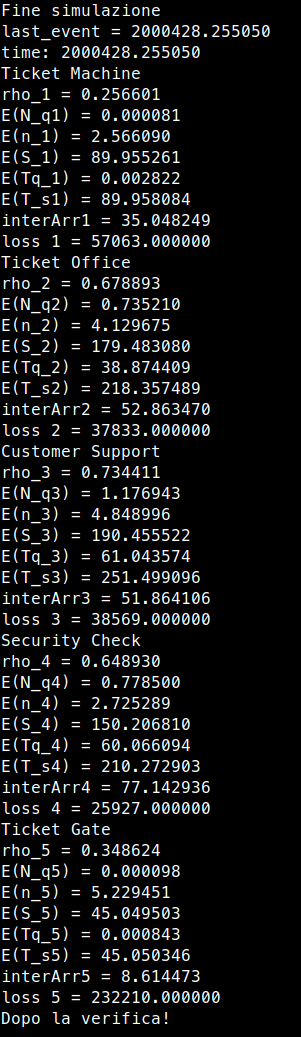 Fine simulazione
last_event = 2000428.255050
time: 2000428.255050
Ticket Machine
rho_1 = 0.256601
E(N_q1) = 0.000081
E(n_1) = 2.566090
E(S_1) = 89.955261
E(Tq_1) = 0.002822
E(T_s1) = 89.958084
interArr1 = 35.048249
loss 1 = 57063.000000
Ticket Office
rho_2 = 0.678893
E(N_q2) = 0.735210
E(n_2) = 4.129675
E(S_2) = 179.483080
E(Tq_2) = 38.874409
E(T_s2) = 218.357489
interArr2 = 52.863470
loss 2 = 37833.000000
Customer Support
rho_3 = 0.734411
E(N_q3) = 1.176943
E(n_3) = 4.848996
E(S_3) = 190.455522
E(Tq_3) = 61.043574
E(T_s3) = 251.499096
interArr3 = 51.864106
loss 3 = 38569.000000
Security Check
rho_4 = 0.648930
E(N_q4) = 0.778500
E(n_4) = 2.725289
E(S_4) = 150.206810
E(Tq_4) = 60.066094
E(T_s4) = 210.272903
interArr4 = 77.142936
loss 4 = 25927.000000
Ticket Gate
rho_5 = 0.348624
E(N_q5) = 0.000098
E(n_5) = 5.229451
E(S_5) = 45.049503
E(Tq_5) = 0.000843
E(T_s5) = 45.050346
interArr5 = 8.614473
loss 5 = 232210.000000
Dopo la verifica!